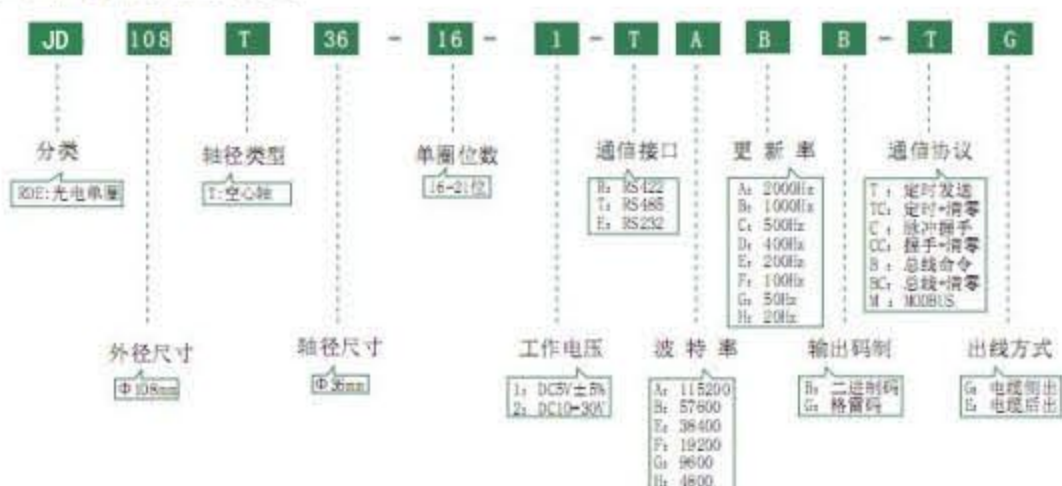 JD 108 T 36 - 16 - 1 - T A B B - T G
分类
RDE:光电单圈
轴径类型
T:空心轴
单圈位数
16-21位
通信接口
R: RS422
T: RS485
E: RS232
更新率
A: 2000Hz
B: 1000Hz
C: 500Hz
D: 400Hz
E: 200Hz
F: 100Hz
G: 50Hz
H: 20Hz
通信协议
T : 定时发送
TC: 定时+清零
C : 脉冲握手
CC: 握手+清零
B : 总线命令
BC: 总线+清零
M : MODBUS
外径尺寸
Φ108mm
轴径尺寸
Φ36mm
工作电压
1: DC5V±5%
2: DC10-30V
波特率
A: 115200
B: 57600
E: 38400
F: 19200
G: 9600
H: 4800
输出码制
B: 二进制码
G: 格雷码
出线方式
G: 电缆侧出
E: 电缆后出